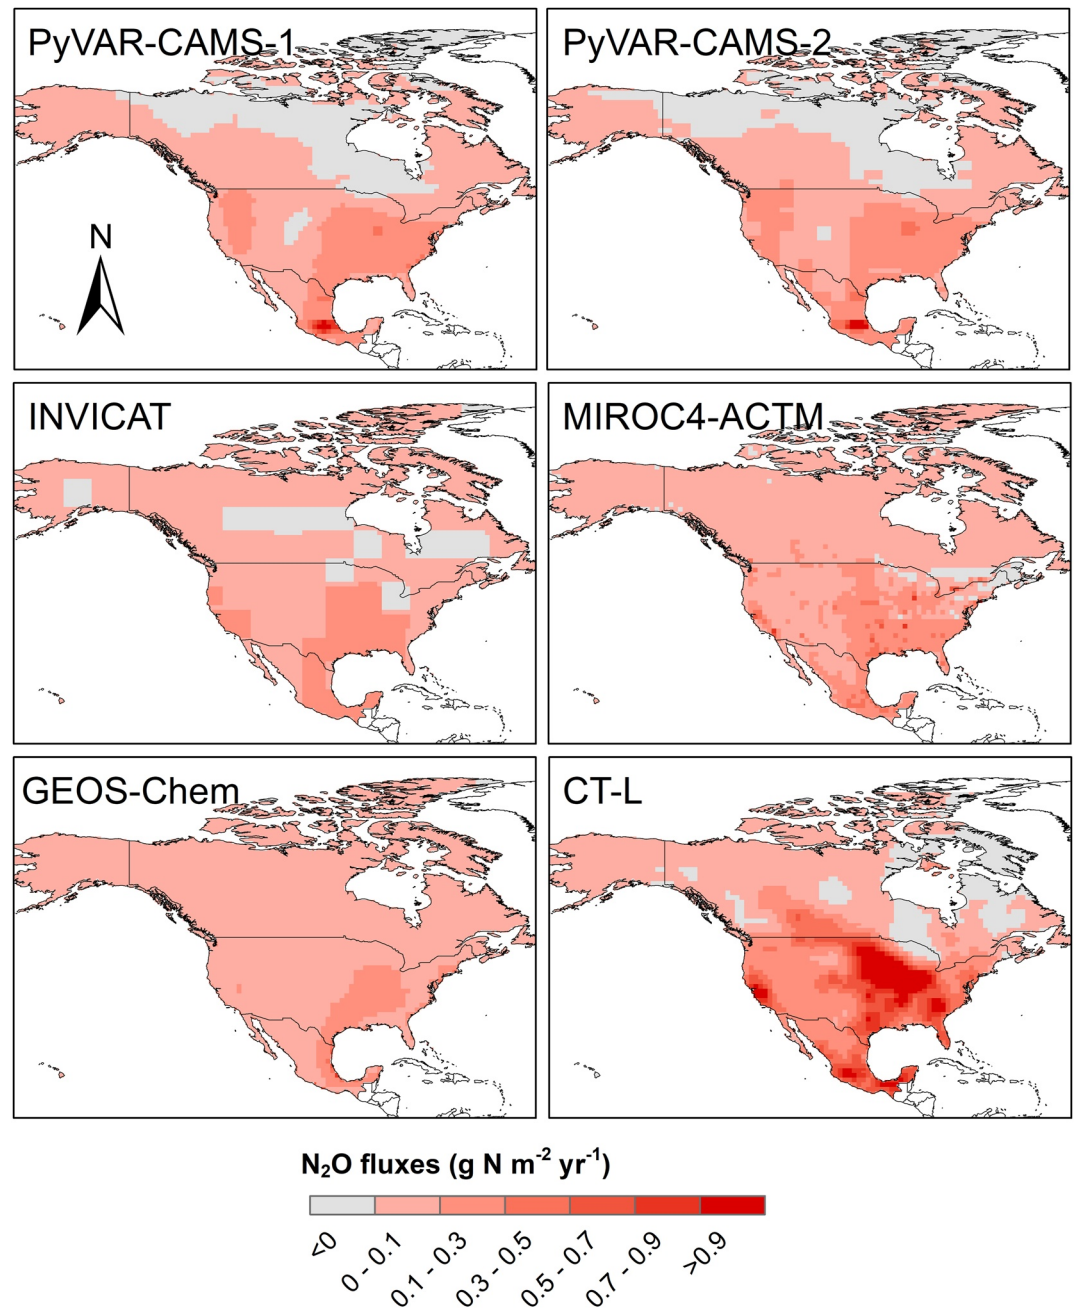 PyVAR-CAMS-1
PyVAR-CAMS-2
N
INVICAT
MIROC4-ACTM
GEOS-Chem
CT-L
N₂O fluxes (g N m⁻² yr⁻¹)
<0
0 - 0.1
0.1 - 0.3
0.3 - 0.5
0.5 - 0.7
0.7 - 0.9
>0.9